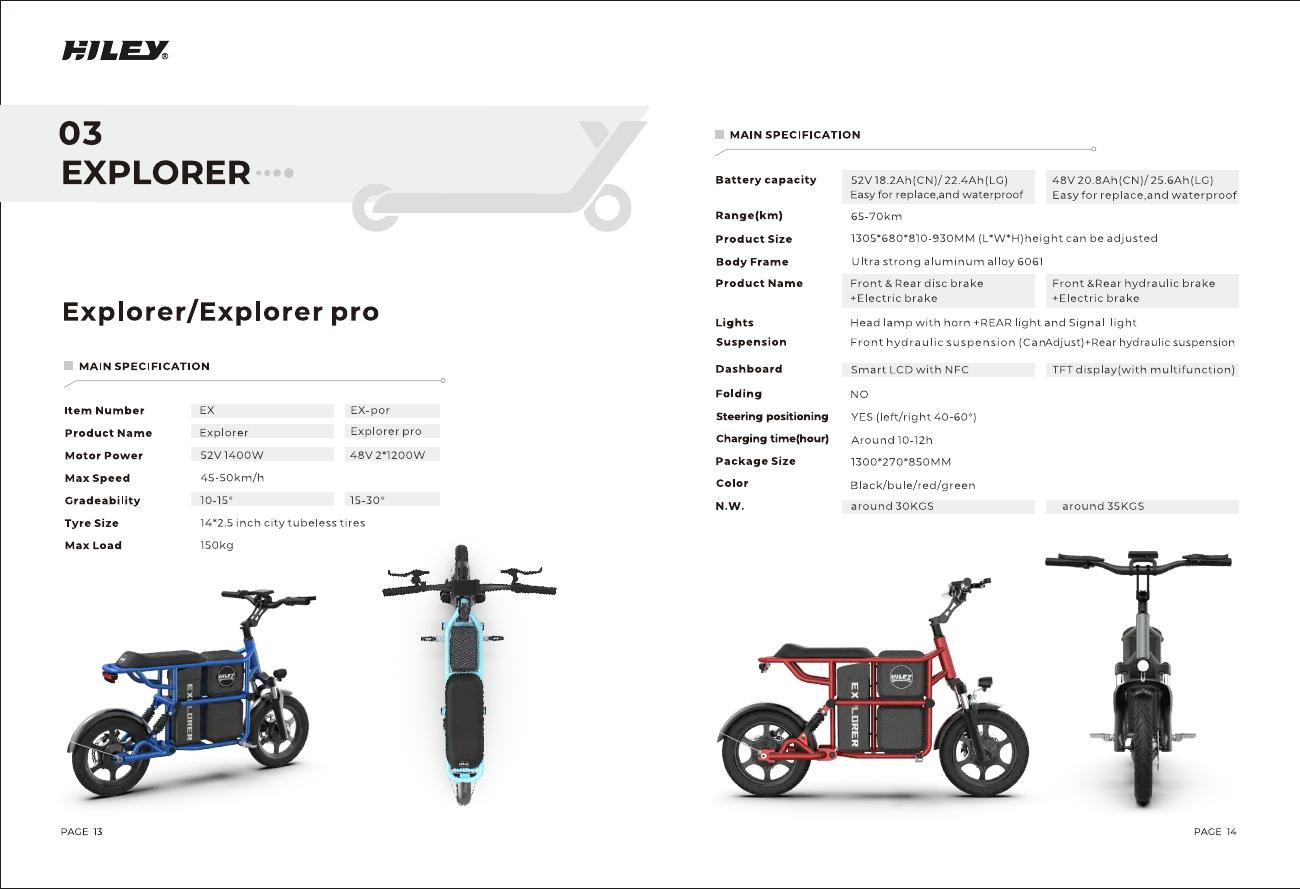 HILEY®
03
EXPLORER
Explorer/Explorer pro
MAIN SPECIFICATION
Item Number EX EX-por
Product Name Explorer Explorer pro
Motor Power 52V 1400W 48V 2*1200W
Max Speed 45-50km/h
Gradeability 10-15° 15-30°
Tyre Size 14*2.5 inch city tubeless tires
Max Load 150kg
HILEY
EXPLORER
PAGE 13
MAIN SPECIFICATION
Battery capacity 52V 18.2Ah(CN)/ 22.4Ah(LG) 48V 20.8Ah(CN)/ 25.6Ah(LG)
Easy for replace,and waterproof Easy for replace,and waterproof
Range(km) 65-70km
Product Size 1305*680*810-930MM (L*W*H)height can be adjusted
Body Frame Ultra strong aluminum alloy 6061
Product Name Front & Rear disc brake Front &Rear hydraulic brake
+Electric brake +Electric brake
Lights Head lamp with horn +REAR light and Signal light
Suspension Front hydraulic suspension (CanAdjust)+Rear hydraulic suspension
Dashboard Smart LCD with NFC TFT display(with multifunction)
Folding NO
Steering positioning YES (left/right 40-60°)
Charging time(hour) Around 10-12h
Package Size 1300*270*850MM
Color Black/bule/red/green
N.W. around 30KGS around 35KGS
HILEY
EXPLORER
PAGE 14